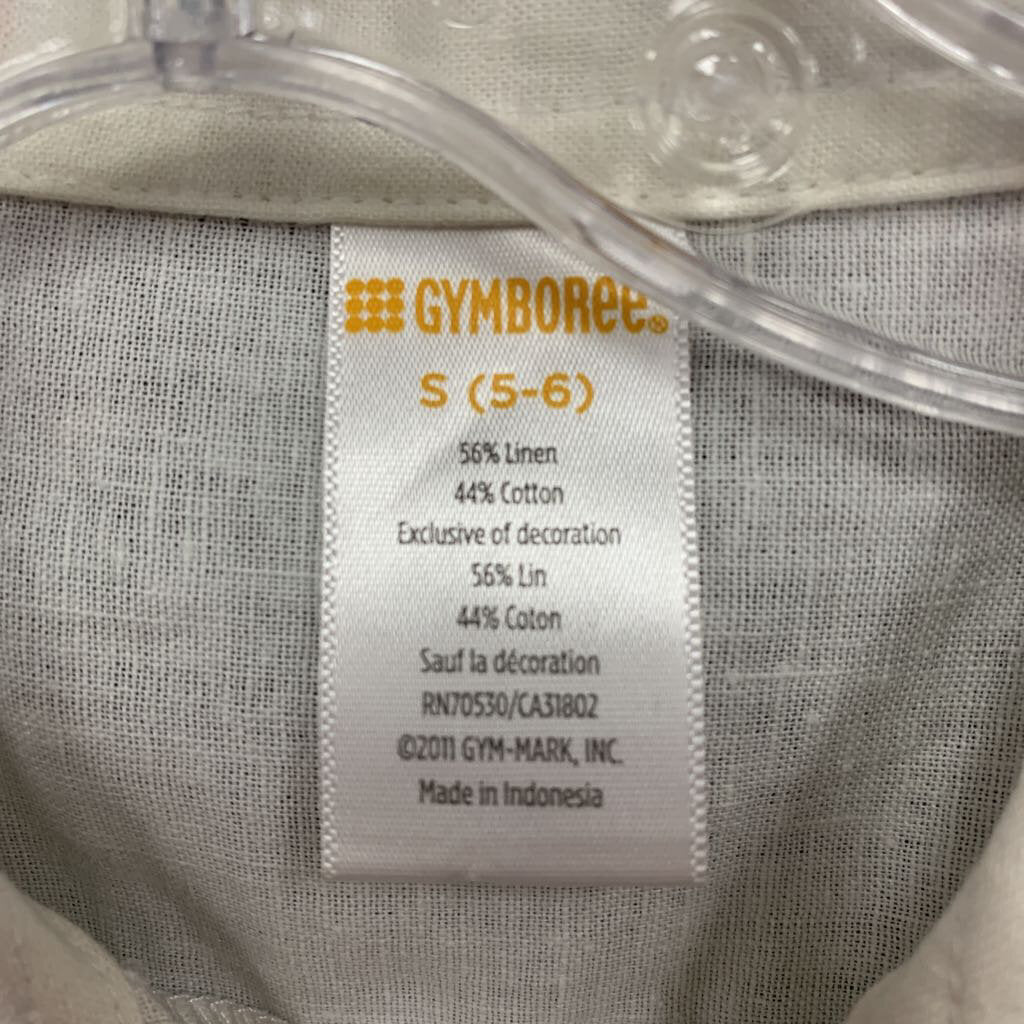 GYMBOREE®
S (5-6)
56% Linen
44% Cotton
Exclusive of decoration
56% Lin
44% Coton
Sauf la décoration
RN70530/CA31802
©2011 GYM-MARK, INC.
Made in Indonesia